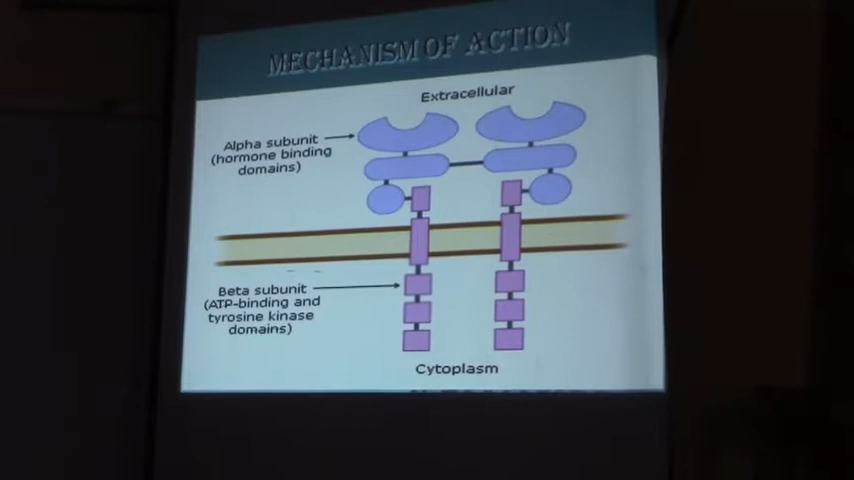 MECHANISM OF ACTION
Extracellular
Alpha subunit
(hormone binding
domains)
Beta subunit
(ATP-binding and
tyrosine kinase
domains)
Cytoplasm